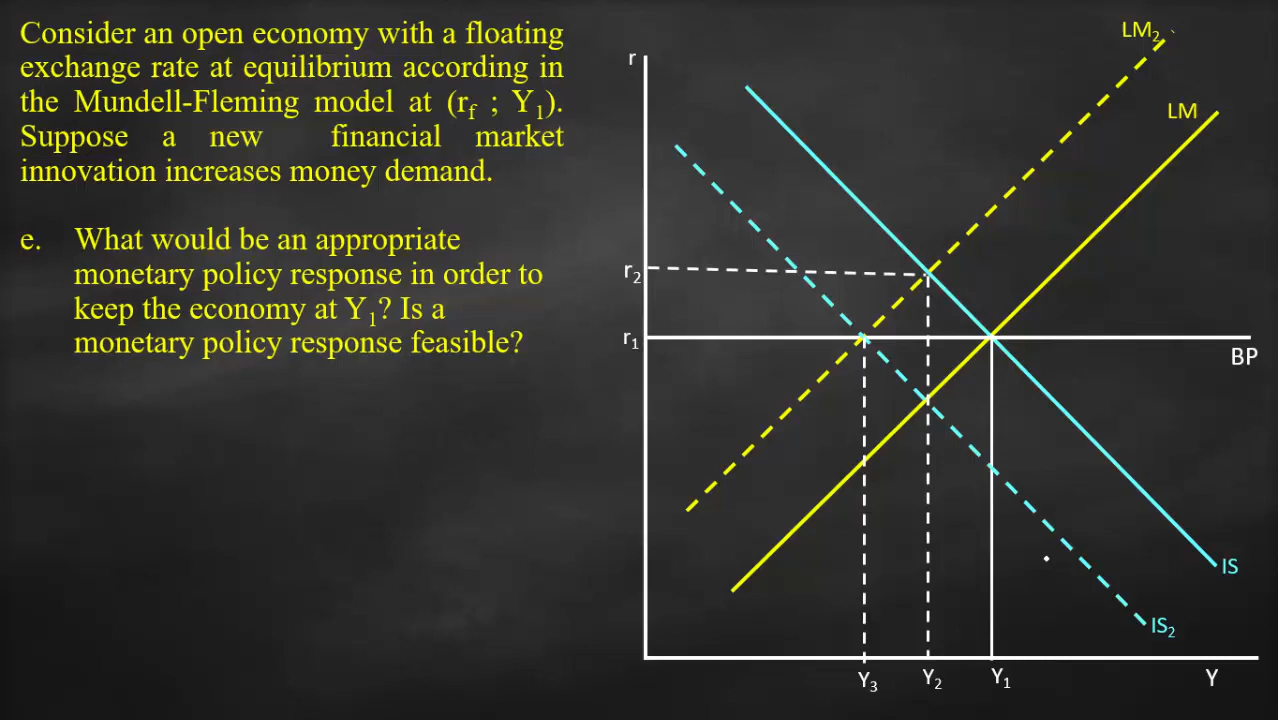 Consider an open economy with a floating
exchange rate at equilibrium according in
the Mundell-Fleming model at (rf ; Y1).
Suppose a new financial market
innovation increases money demand.
e. What would be an appropriate
monetary policy response in order to
keep the economy at Y1? Is a
monetary policy response feasible?
LM2
r
LM
r2
r1
BP
IS
IS2
Y3
Y2
Y1
Y